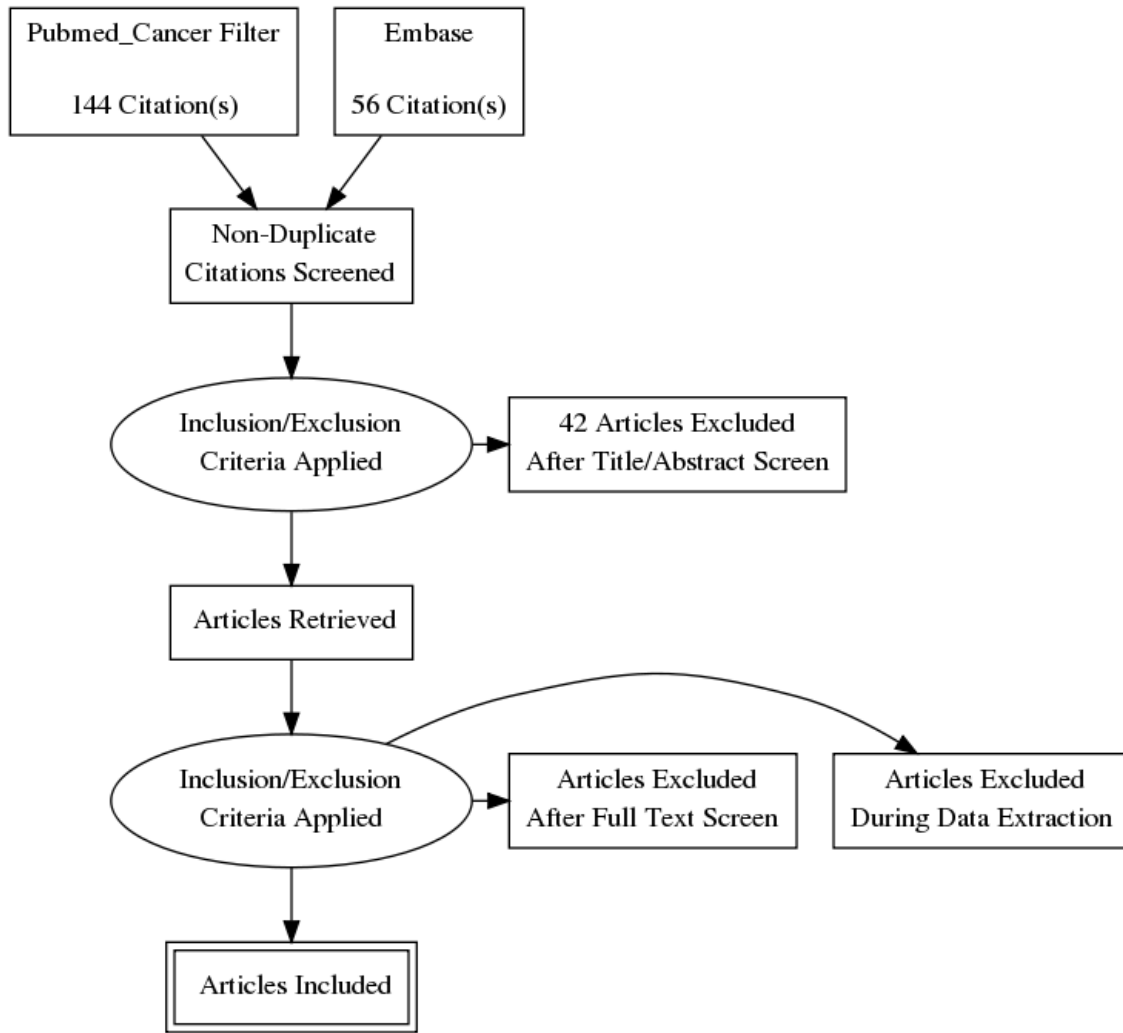 Pubmed_Cancer Filter
144 Citation(s)
Embase
56 Citation(s)
Non-Duplicate
Citations Screened
Inclusion/Exclusion
Criteria Applied
42 Articles Excluded
After Title/Abstract Screen
Articles Retrieved
Inclusion/Exclusion
Criteria Applied
Articles Excluded
After Full Text Screen
Articles Excluded
During Data Extraction
Articles Included